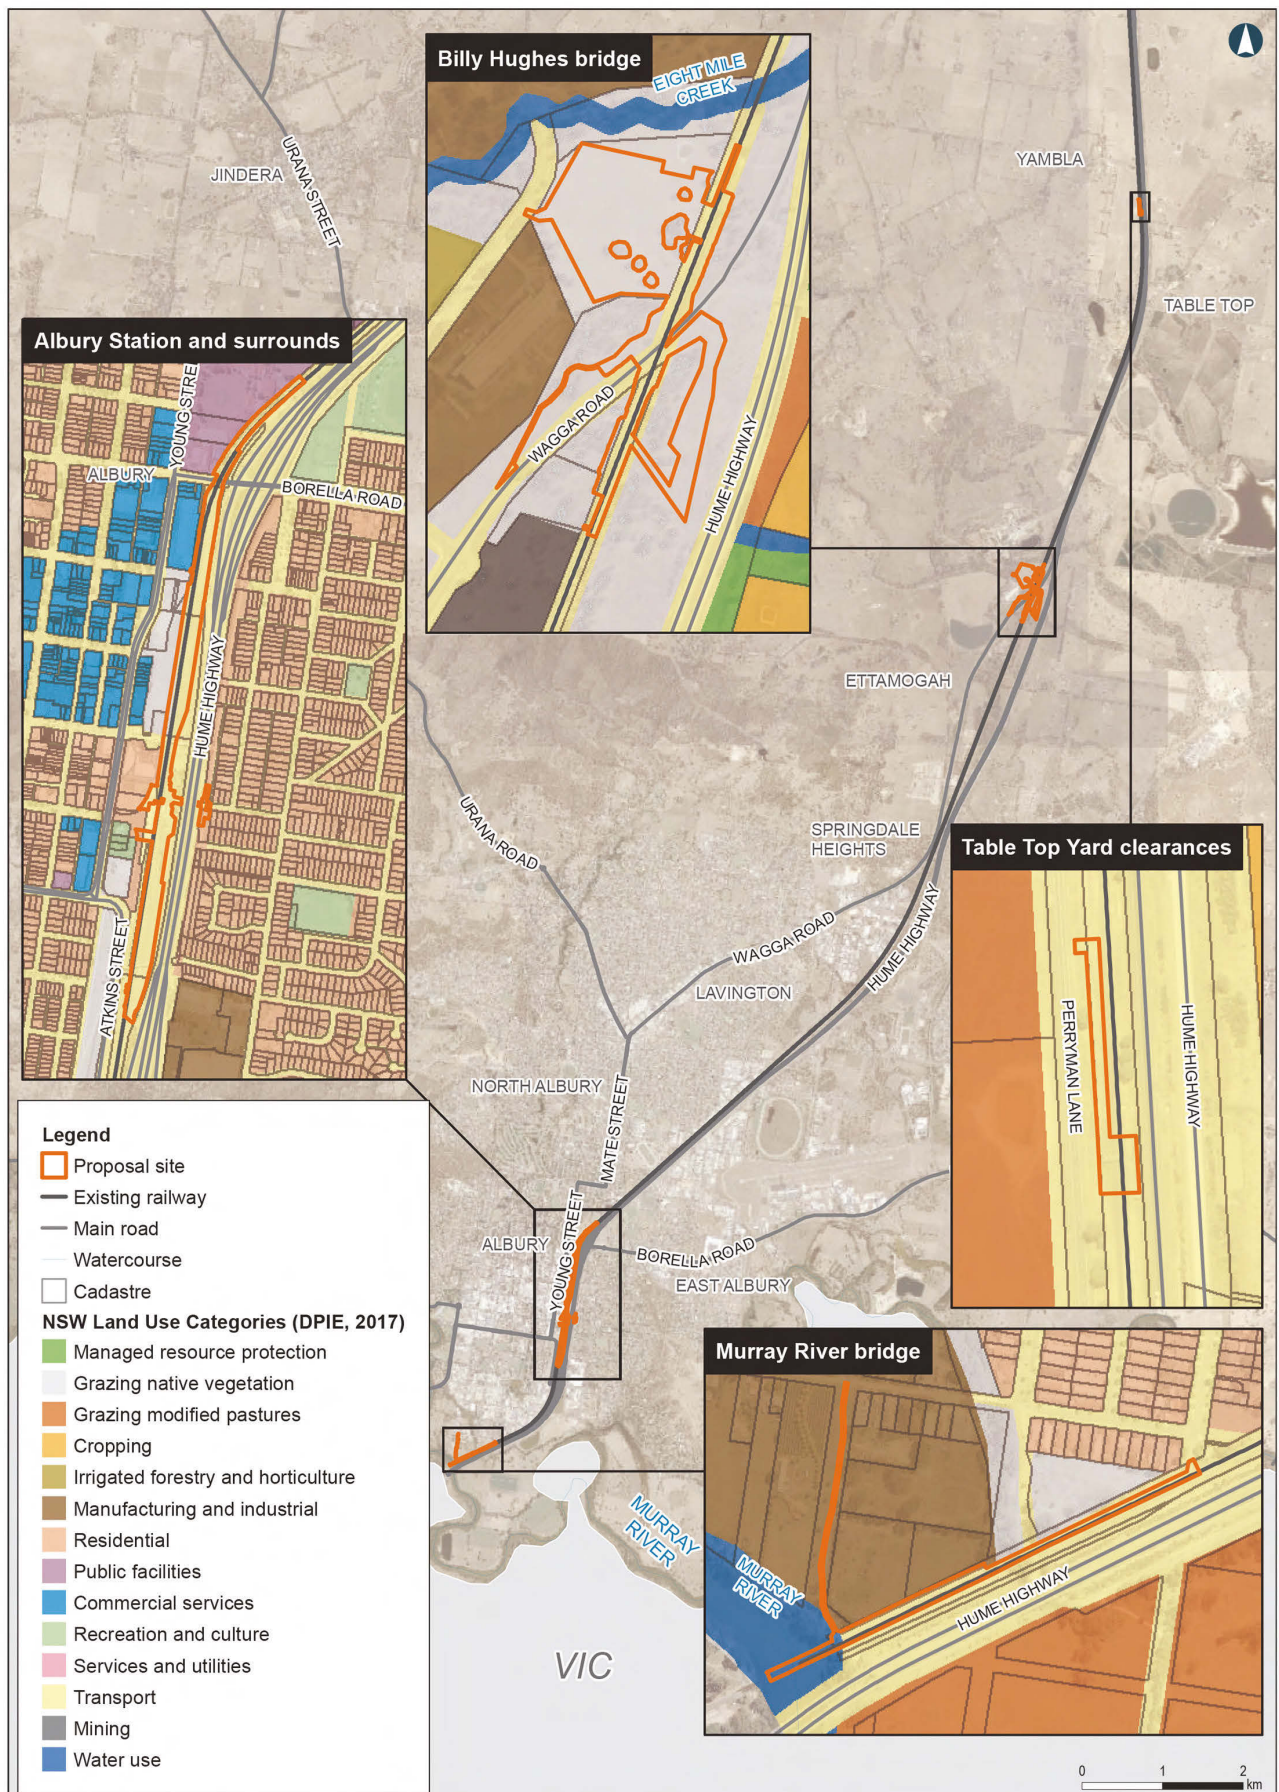 Billy Hughes bridge
EIGHT MILE
CREEK
WAGGA ROAD
HUME HIGHWAY
JINDERA
URANA STREET
YAMBLA
TABLE TOP
Albury Station and surrounds
YOUNG STREE
ALBURY
BORELLA ROAD
HUME HIGHWAY
ATKINS STREET
ETTAMOGAH
SPRINGDALE
HEIGHTS
URANA ROAD
WAGGA ROAD
HUME HIGHWAY
LAVINGTON
NORTH ALBURY
MATE STREET
YOUNG STREET
ALBURY
BORELLA ROAD
EAST ALBURY
MURRAY
RIVER
VIC
Table Top Yard clearances
PERRYMAN LANE
HUME HIGHWAY
Murray River bridge
MURRAY
RIVER
HUME HIGHWAY
Legend
Proposal site
Existing railway
Main road
Watercourse
Cadastre
NSW Land Use Categories (DPIE, 2017)
Managed resource protection
Grazing native vegetation
Grazing modified pastures
Cropping
Irrigated forestry and horticulture
Manufacturing and industrial
Residential
Public facilities
Commercial services
Recreation and culture
Services and utilities
Transport
Mining
Water use
0 1 2
km